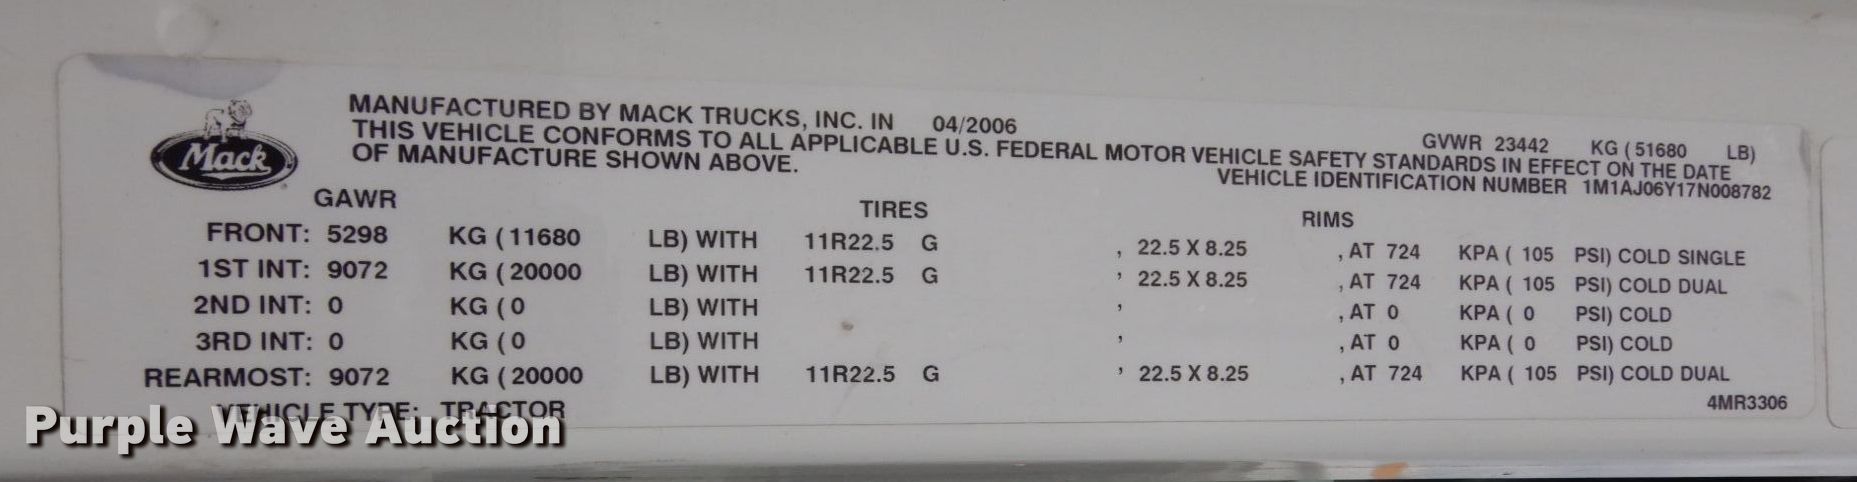 Mack
MANUFACTURED BY MACK TRUCKS, INC. IN 04/2006
GVWR 23442 KG ( 51680 LB)
THIS VEHICLE CONFORMS TO ALL APPLICABLE U.S. FEDERAL MOTOR VEHICLE SAFETY STANDARDS IN EFFECT ON THE DATE
OF MANUFACTURE SHOWN ABOVE.
VEHICLE IDENTIFICATION NUMBER 1M1AJ06Y17N008782
GAWR TIRES RIMS
FRONT: 5298 KG ( 11680 LB) WITH 11R22.5 G , 22.5 X 8.25 , AT 724 KPA ( 105 PSI) COLD SINGLE
1ST INT: 9072 KG ( 20000 LB) WITH 11R22.5 G , 22.5 X 8.25 , AT 724 KPA ( 105 PSI) COLD DUAL
2ND INT: 0 KG ( 0 LB) WITH , , AT 0 KPA ( 0 PSI) COLD
3RD INT: 0 KG ( 0 LB) WITH , , AT 0 KPA ( 0 PSI) COLD
REARMOST: 9072 KG ( 20000 LB) WITH 11R22.5 G , 22.5 X 8.25 , AT 724 KPA ( 105 PSI) COLD DUAL
VEHICLE TYPE: TRACTOR
4MR3306
Purple Wave Auction